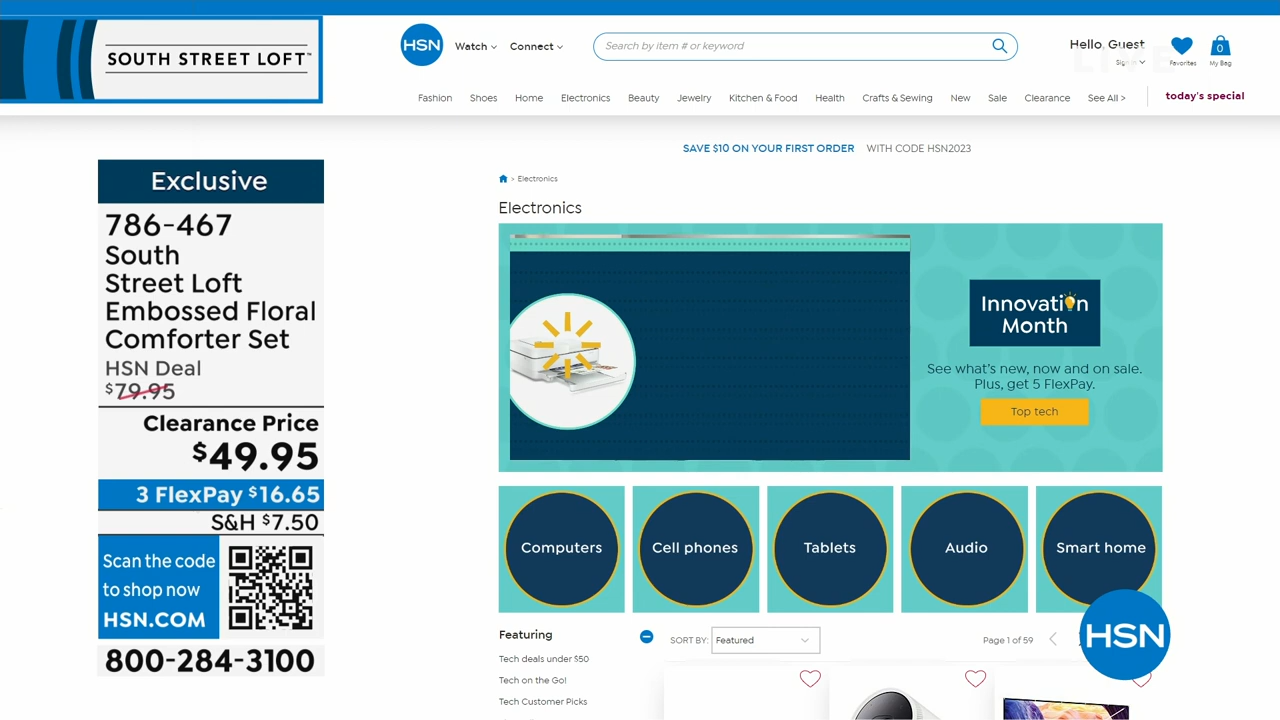 SOUTH STREET LOFT™
HSN
Watch
Connect
Search by item # or keyword
Hello, Guest
Sign In
Favorites
0
My Bag
LIVE
Fashion
Shoes
Home
Electronics
Beauty
Jewelry
Kitchen & Food
Health
Crafts & Sewing
New
Sale
Clearance
See All >
today's special
SAVE $10 ON YOUR FIRST ORDER WITH CODE HSN2023
> Electronics
Electronics
Exclusive
786-467
South
Street Loft
Embossed Floral
Comforter Set
HSN Deal
$79.95
Clearance Price
$49.95
3 FlexPay $16.65
S&H $7.50
Scan the code
to shop now
HSN.COM
800-284-3100
Innovation
Month
See what's new, now and on sale.
Plus, get 5 FlexPay.
Top tech
Computers
Cell phones
Tablets
Audio
Smart home
Featuring
Tech deals under $50
Tech on the Go!
Tech Customer Picks
SORT BY:
Featured
Page 1 of 59
HSN